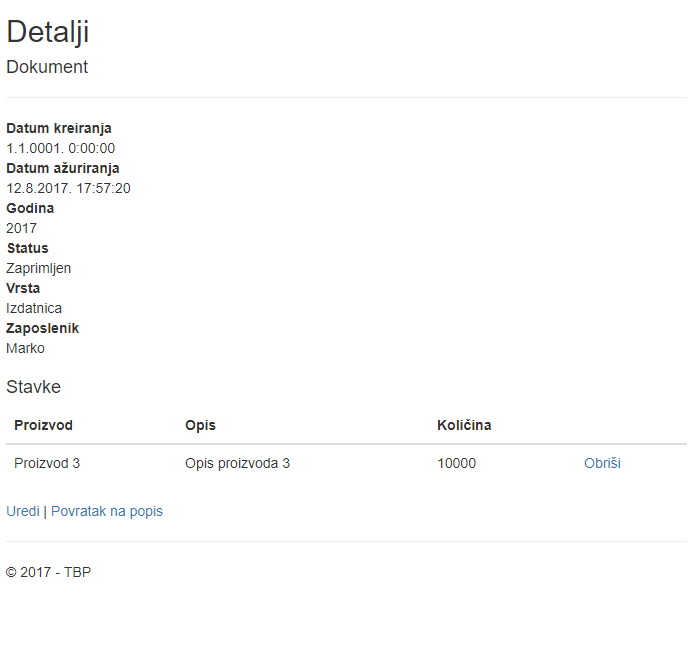 Detalji
Dokument
Datum kreiranja
1.1.0001. 0:00:00
Datum ažuriranja
12.8.2017. 17:57:20
Godina
2017
Status
Zaprimljen
Vrsta
Izdatnica
Zaposlenik
Marko
Stavke
Proizvod Opis Količina
Proizvod 3 Opis proizvoda 3 10000 Obriši
Uredi | Povratak na popis
© 2017 - TBP